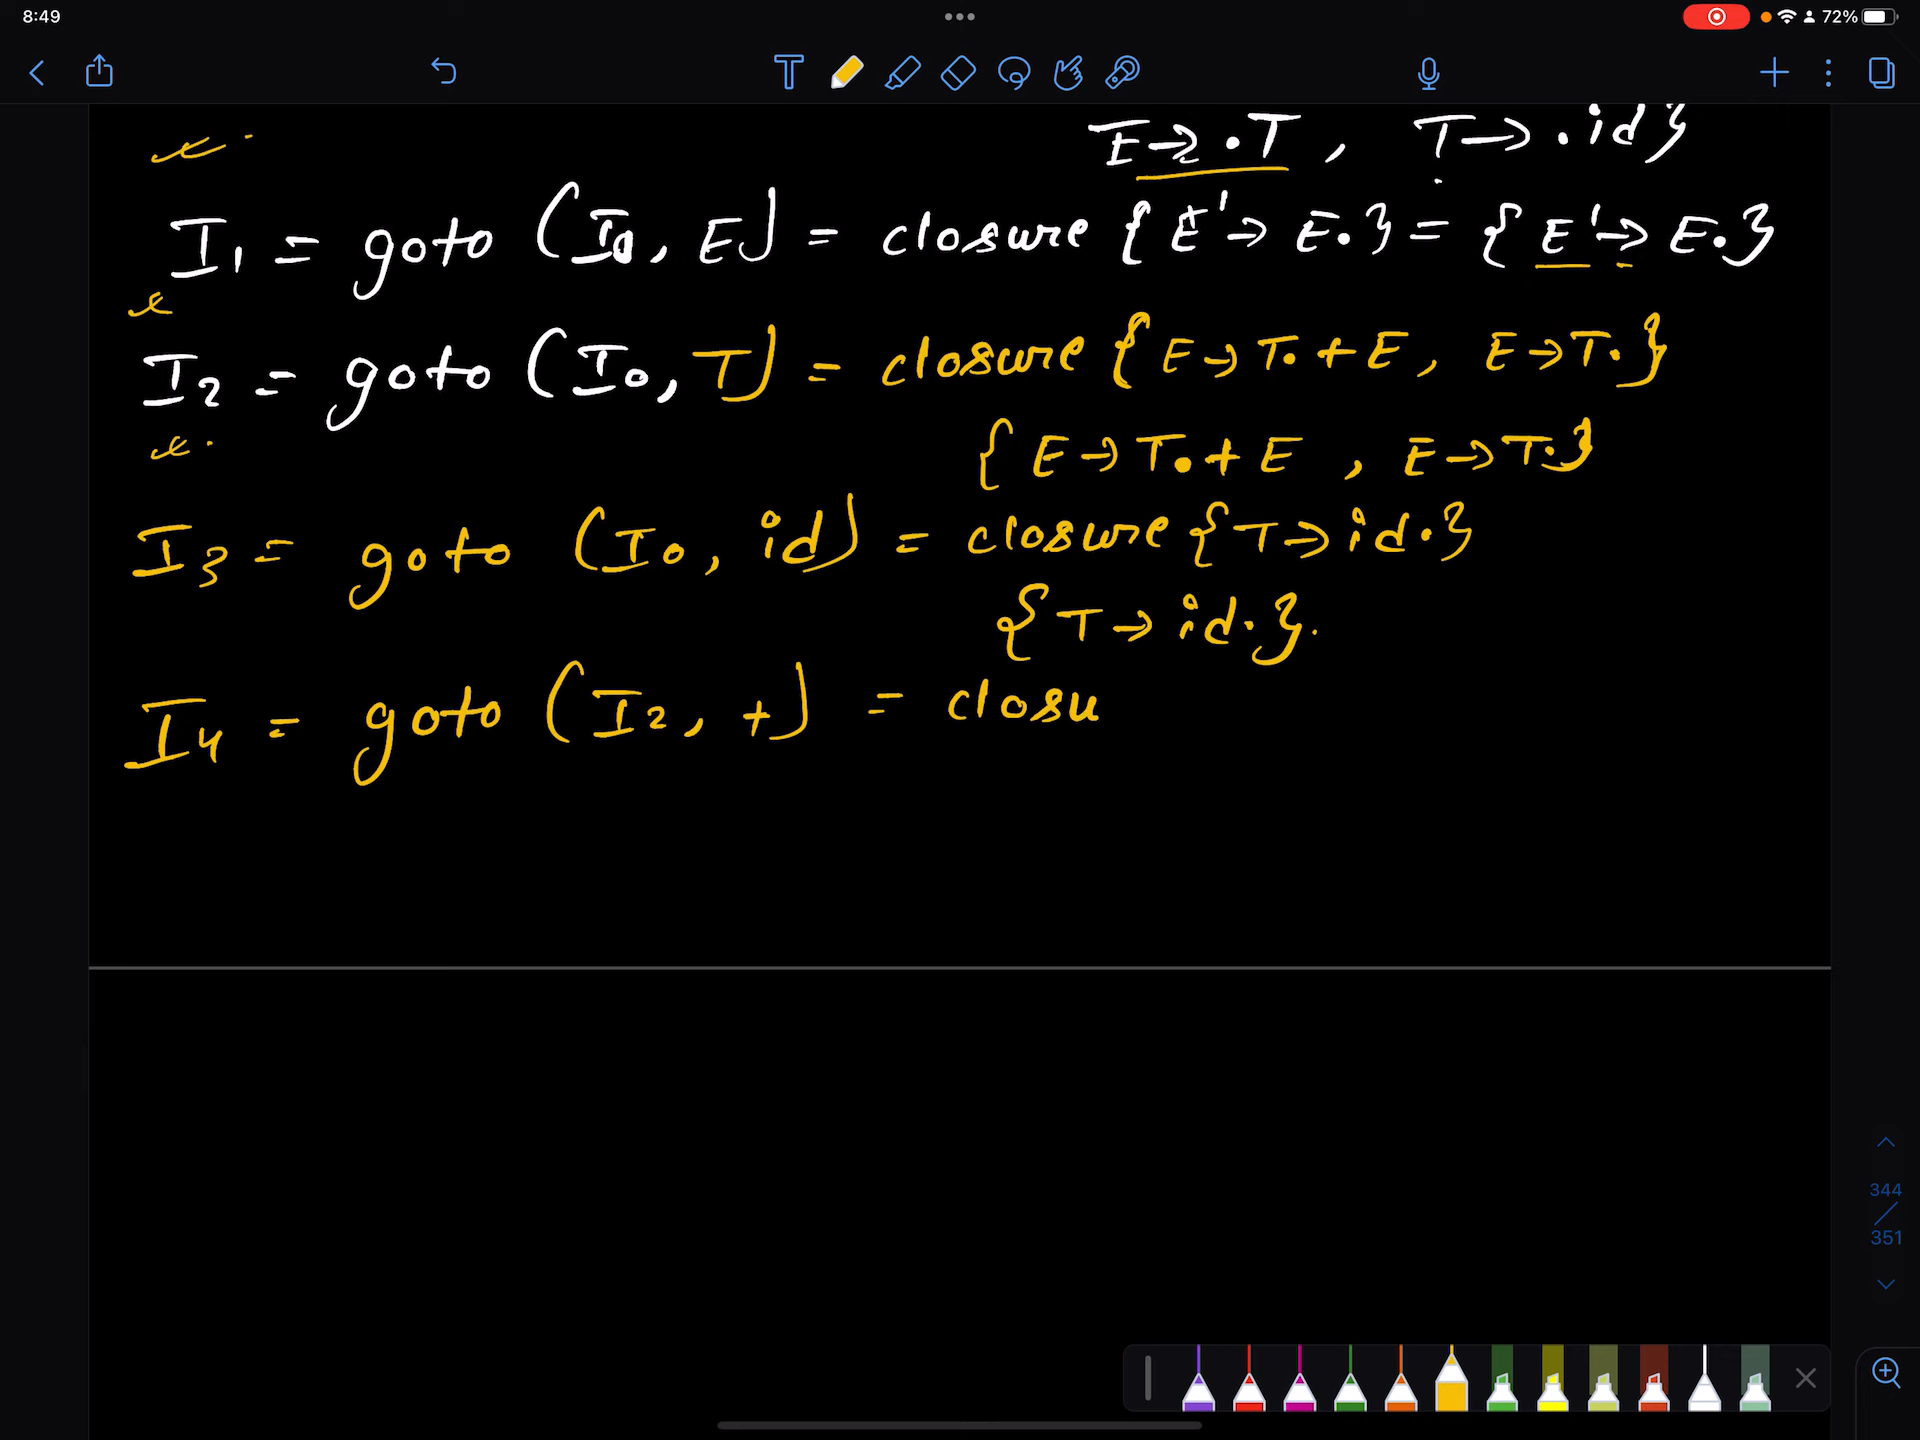 8:49
72%
E→ .T , T→ .id}
I1 = goto (I0, E) = closure {E'→ E.} = {E'→ E.}
I2 = goto (I0, T) = closure {E→T.+E, E→T.}
{E→T.+E , E→T.}
I3 = goto (I0, id) = closure {T→id.}
{T→id.}.
I4 = goto (I2, +) = closu
344
351